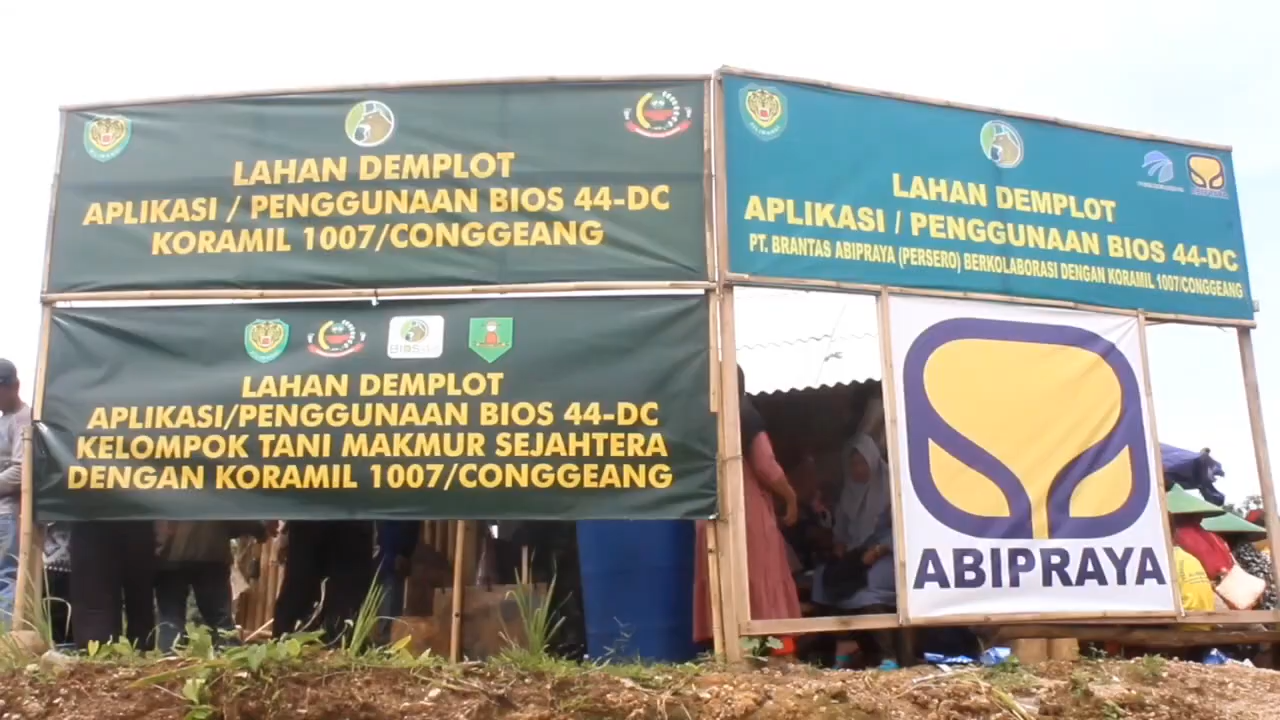 LAHAN DEMPLOT
APLIKASI / PENGGUNAAN BIOS 44-DC
KORAMIL 1007/CONGGEANG
LAHAN DEMPLOT
APLIKASI / PENGGUNAAN BIOS 44-DC
PT. BRANTAS ABIPRAYA (PERSERO) BERKOLABORASI DENGAN KORAMIL 1007/CONGGEANG
BIOS44
LAHAN DEMPLOT
APLIKASI/PENGGUNAAN BIOS 44-DC
KELOMPOK TANI MAKMUR SEJAHTERA
DENGAN KORAMIL 1007/CONGGEANG
ABIPRAYA